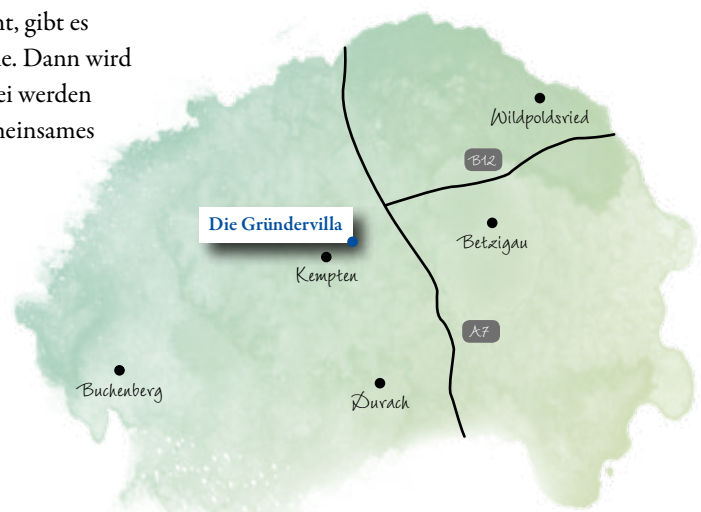 nt, gibt es
e. Dann wird
ei werden
neinsames
Wildpoldsried
B12
Die Gründervilla
Betzigau
Kempten
A7
Buchenberg
Durach